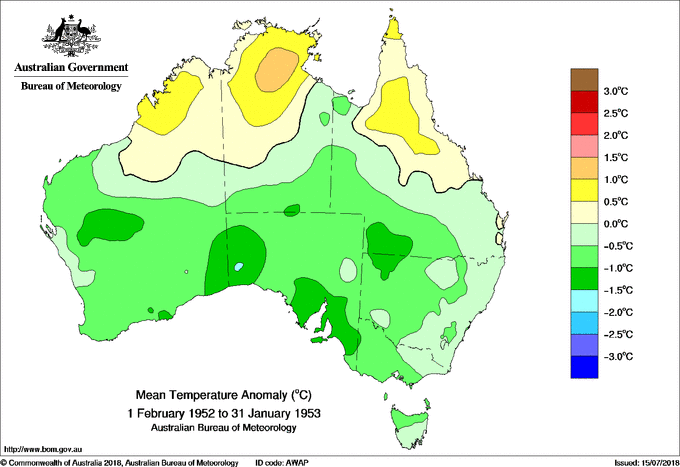 Australian Government
Bureau of Meteorology
3.0°C
2.5°C
2.0°C
1.5°C
1.0°C
0.5°C
0.0°C
−0.5°C
−1.0°C
−1.5°C
−2.0°C
−2.5°C
−3.0°C
Mean Temperature Anomaly (°C)
1 February 1952 to 31 January 1953
Australian Bureau of Meteorology
http://www.bom.gov.au
© Commonwealth of Australia 2018, Australian Bureau of Meteorology ID code: AWAP Issued: 15/07/2018